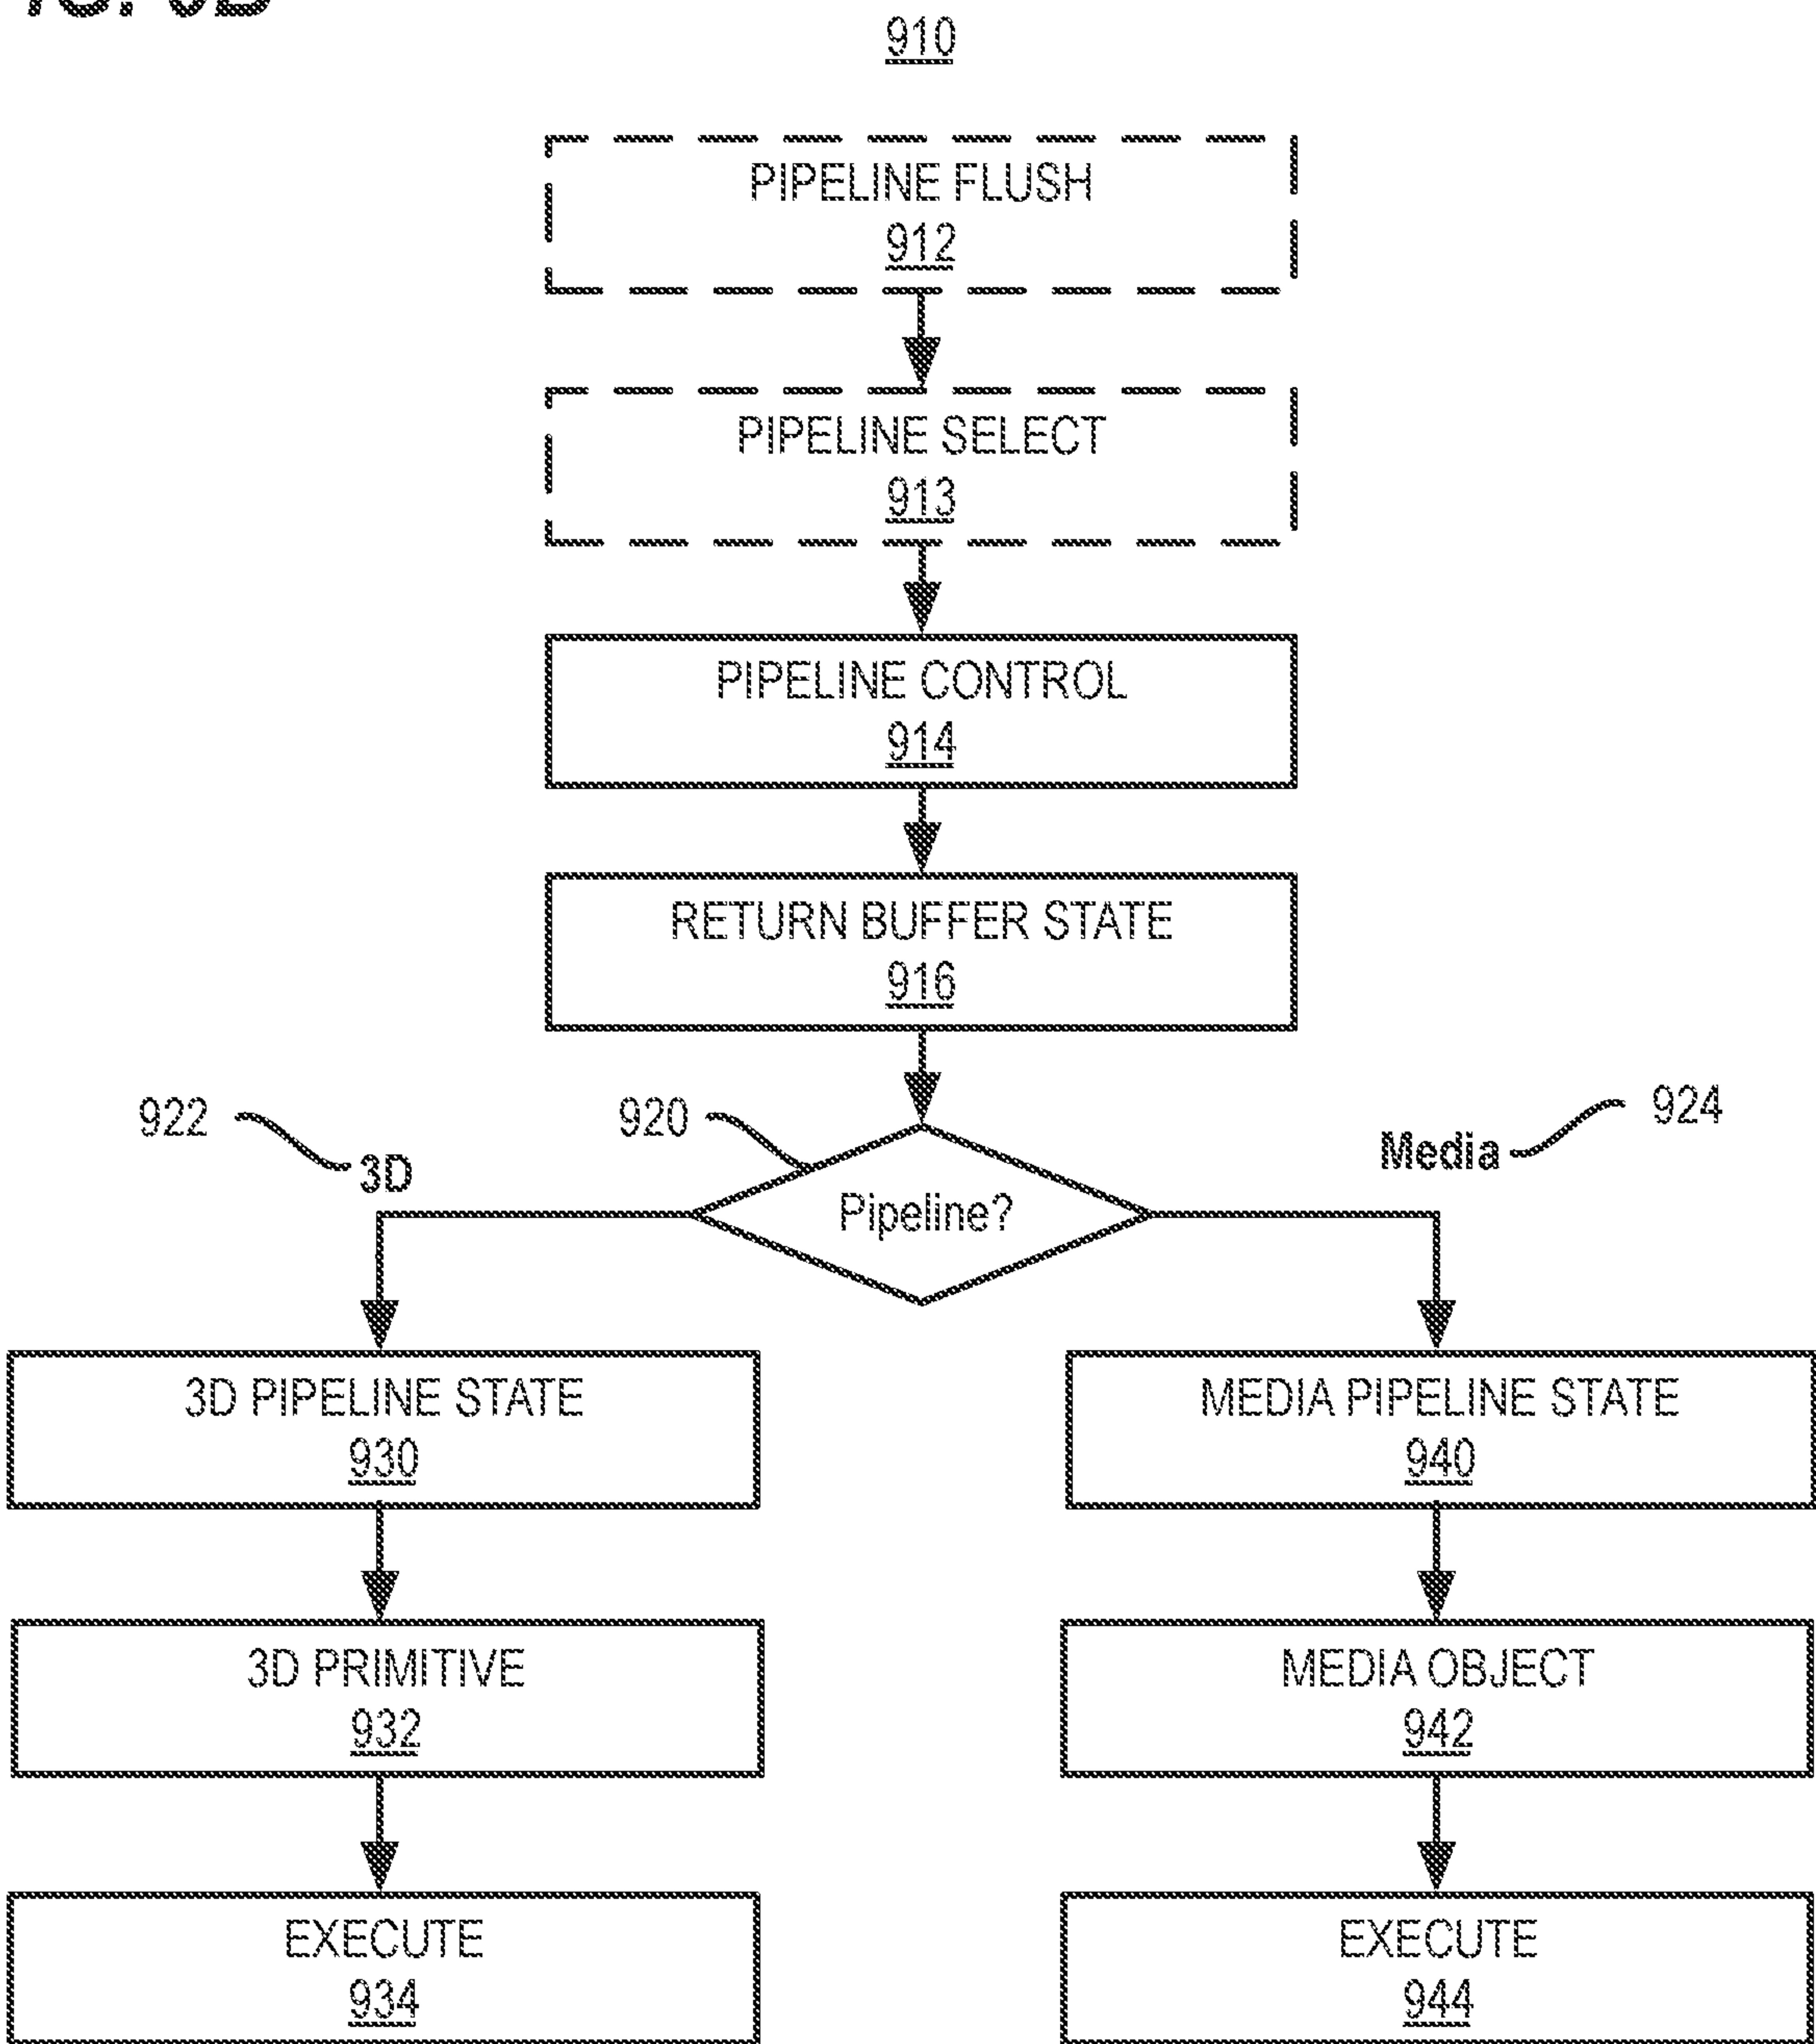 910
PIPELINE FLUSH
912
PIPELINE SELECT
913
PIPELINE CONTROL
914
RETURN BUFFER STATE
916
922
3D
920
Pipeline?
Media
924
3D PIPELINE STATE
930
MEDIA PIPELINE STATE
940
3D PRIMITIVE
932
MEDIA OBJECT
942
EXECUTE
934
EXECUTE
944